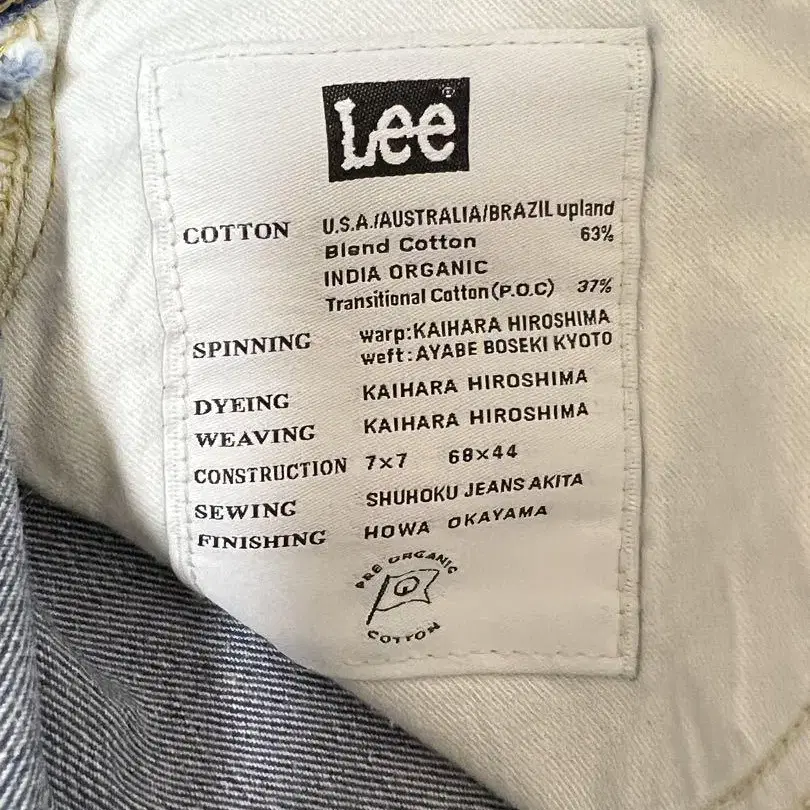 Lee®
COTTON U.S.A./AUSTRALIA/BRAZIL upland
Blend Cotton 63%
INDIA ORGANIC
Transitional Cotton(P.O.C) 37%
SPINNING warp:KAIHARA HIROSHIMA
weft:AYABE BOSEKI KYOTO
DYEING KAIHARA HIROSHIMA
WEAVING KAIHARA HIROSHIMA
CONSTRUCTION 7×7 68×44
SEWING SHUHOKU JEANS AKITA
FINISHING HOWA OKAYAMA
PRE ORGANIC
COTTON